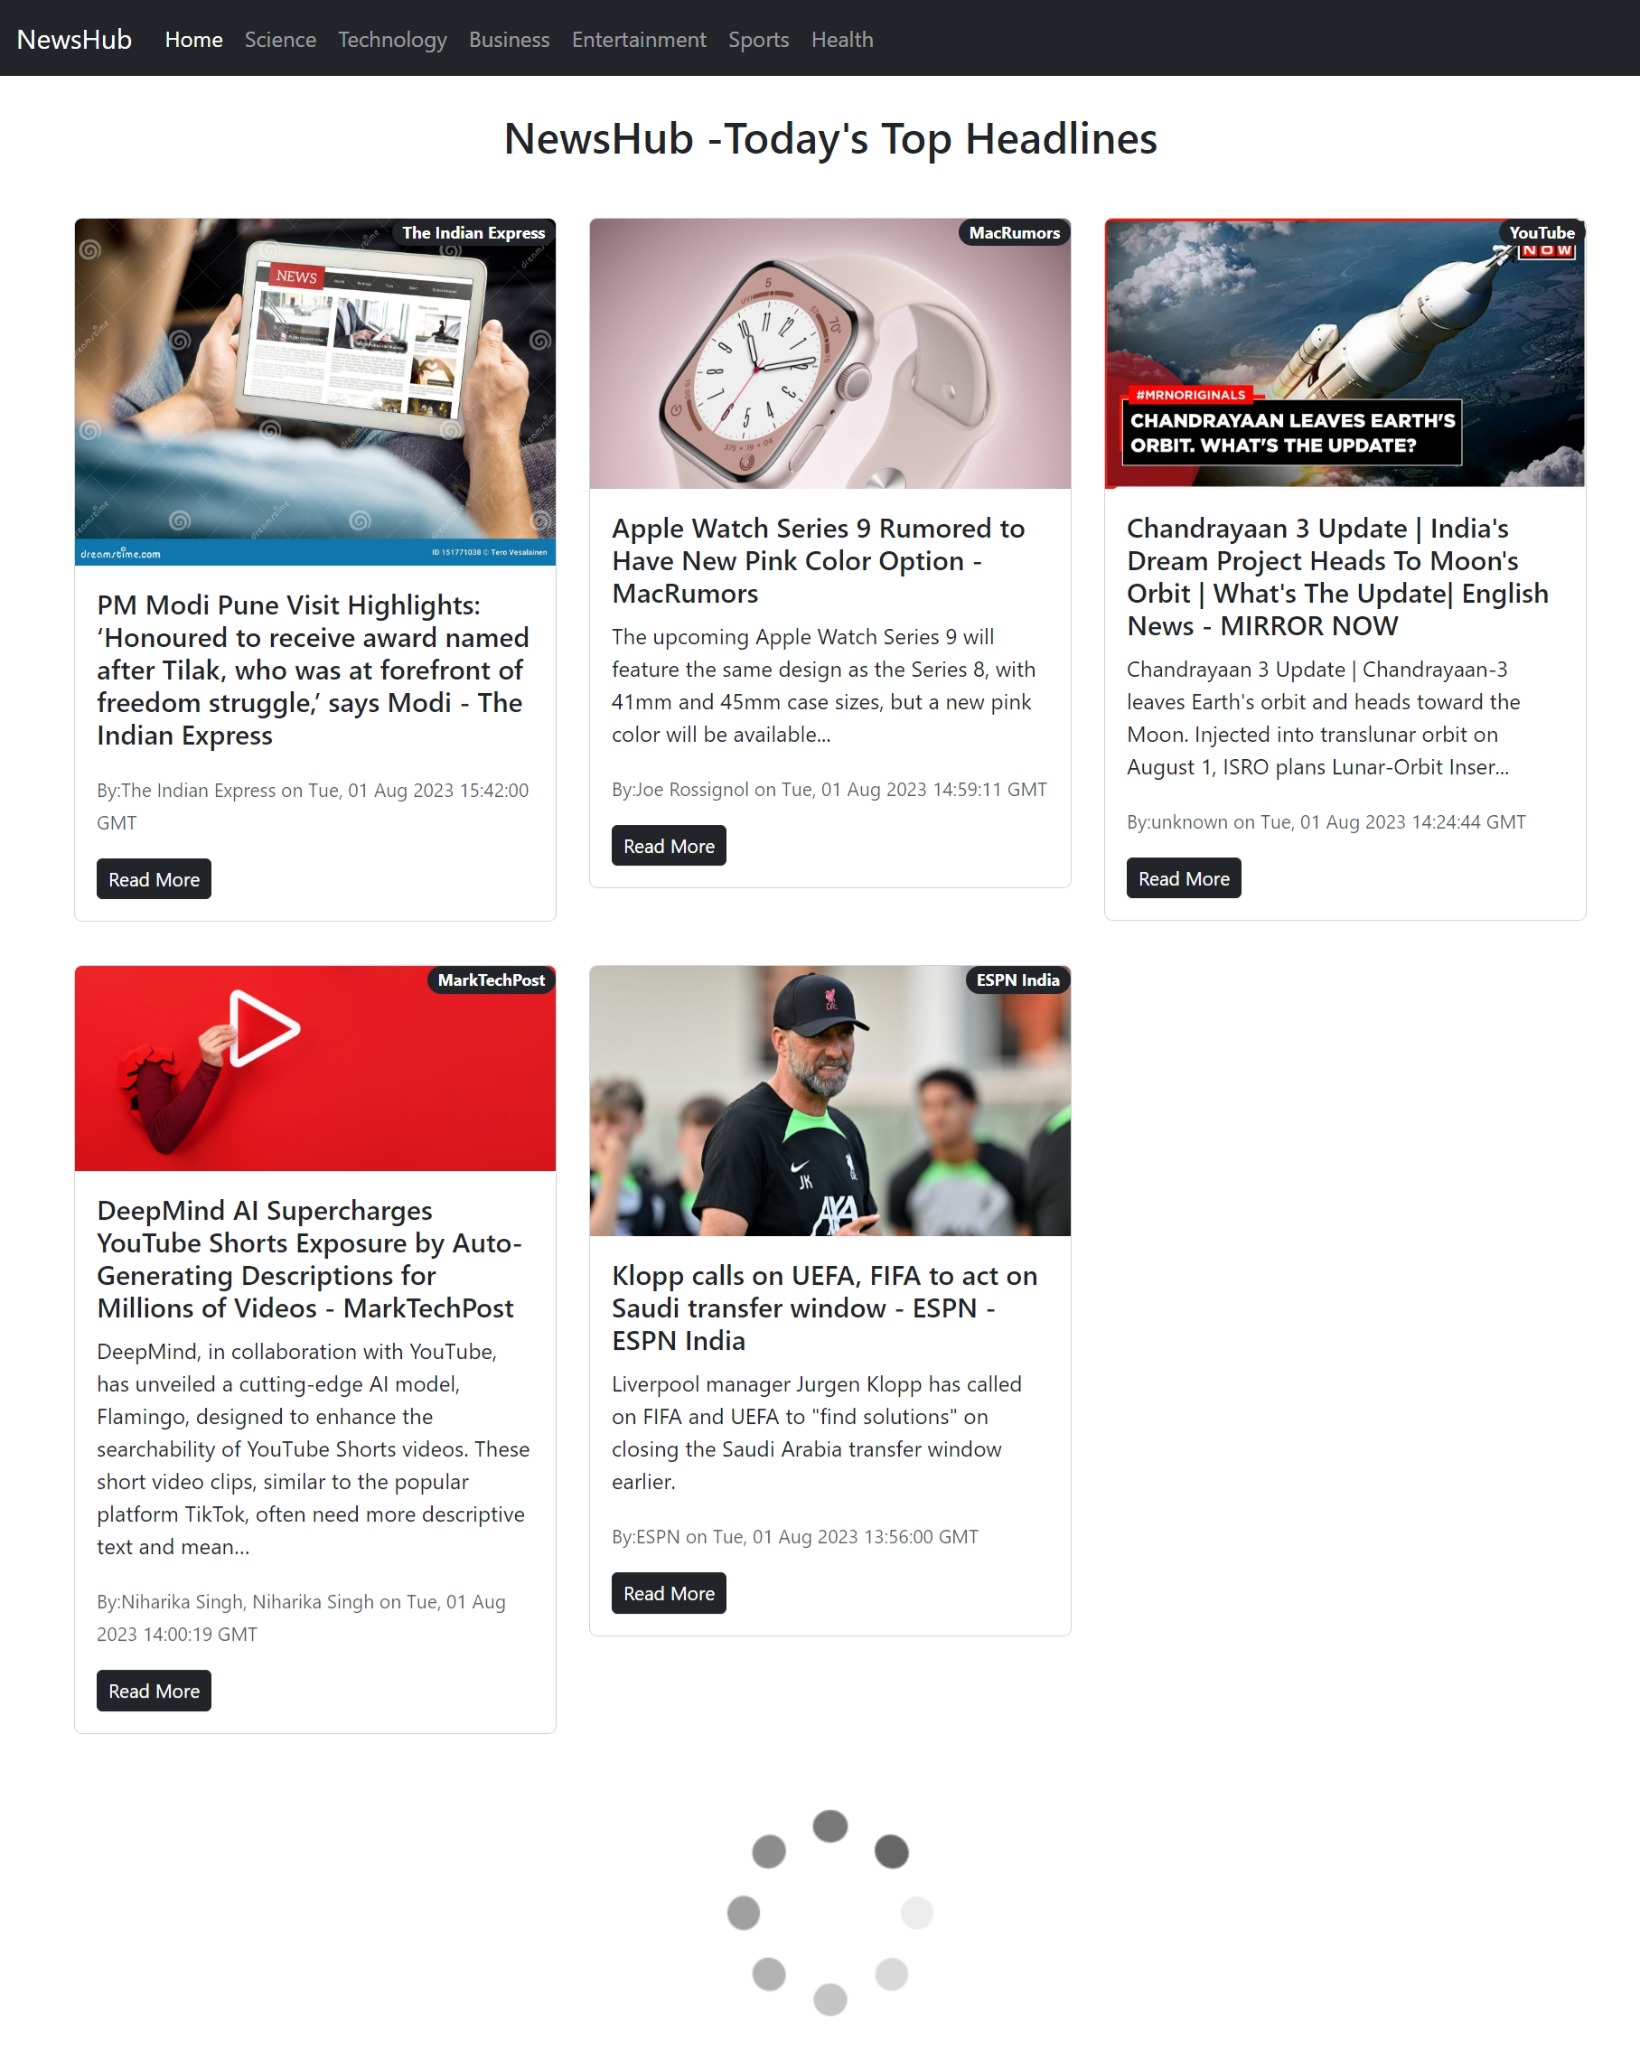 NewsHub Home Science Technology Business Entertainment Sports Health
NewsHub -Today's Top Headlines
The Indian Express
NEWS
dreamstime.com
ID 151771038 © Tero Vesalainen
PM Modi Pune Visit Highlights:
‘Honoured to receive award named
after Tilak, who was at forefront of
freedom struggle,’ says Modi - The
Indian Express
By:The Indian Express on Tue, 01 Aug 2023 15:42:00
GMT
Read More
MacRumors
Apple Watch Series 9 Rumored to
Have New Pink Color Option -
MacRumors
The upcoming Apple Watch Series 9 will
feature the same design as the Series 8, with
41mm and 45mm case sizes, but a new pink
color will be available...
By:Joe Rossignol on Tue, 01 Aug 2023 14:59:11 GMT
Read More
YouTube
NOW
#MRNORIGINALS
CHANDRAYAAN LEAVES EARTH'S
ORBIT. WHAT'S THE UPDATE?
Chandrayaan 3 Update | India's
Dream Project Heads To Moon's
Orbit | What's The Update| English
News - MIRROR NOW
Chandrayaan 3 Update | Chandrayaan-3
leaves Earth's orbit and heads toward the
Moon. Injected into translunar orbit on
August 1, ISRO plans Lunar-Orbit Inser...
By:unknown on Tue, 01 Aug 2023 14:24:44 GMT
Read More
MarkTechPost
DeepMind AI Supercharges
YouTube Shorts Exposure by Auto-
Generating Descriptions for
Millions of Videos - MarkTechPost
DeepMind, in collaboration with YouTube,
has unveiled a cutting-edge AI model,
Flamingo, designed to enhance the
searchability of YouTube Shorts videos. These
short video clips, similar to the popular
platform TikTok, often need more descriptive
text and mean...
By:Niharika Singh, Niharika Singh on Tue, 01 Aug
2023 14:00:19 GMT
Read More
ESPN India
JK
AXA
Klopp calls on UEFA, FIFA to act on
Saudi transfer window - ESPN -
ESPN India
Liverpool manager Jurgen Klopp has called
on FIFA and UEFA to "find solutions" on
closing the Saudi Arabia transfer window
earlier.
By:ESPN on Tue, 01 Aug 2023 13:56:00 GMT
Read More